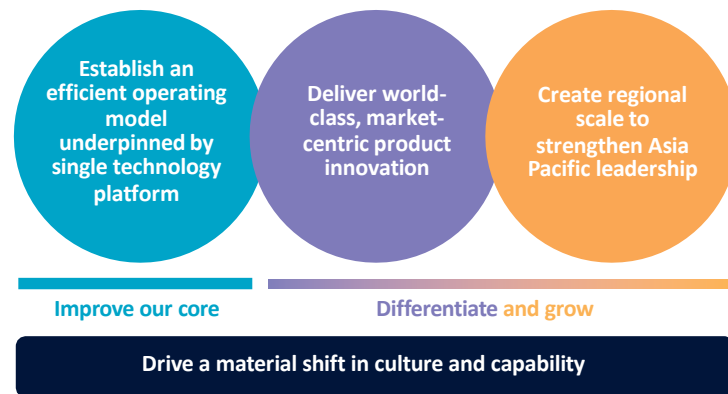 Establish an
efficient operating
model
underpinned by
single technology
platform
Deliver world-
class, market-
centric product
innovation
Create regional
scale to
strengthen Asia
Pacific leadership
Improve our core
Differentiate and grow
Drive a material shift in culture and capability